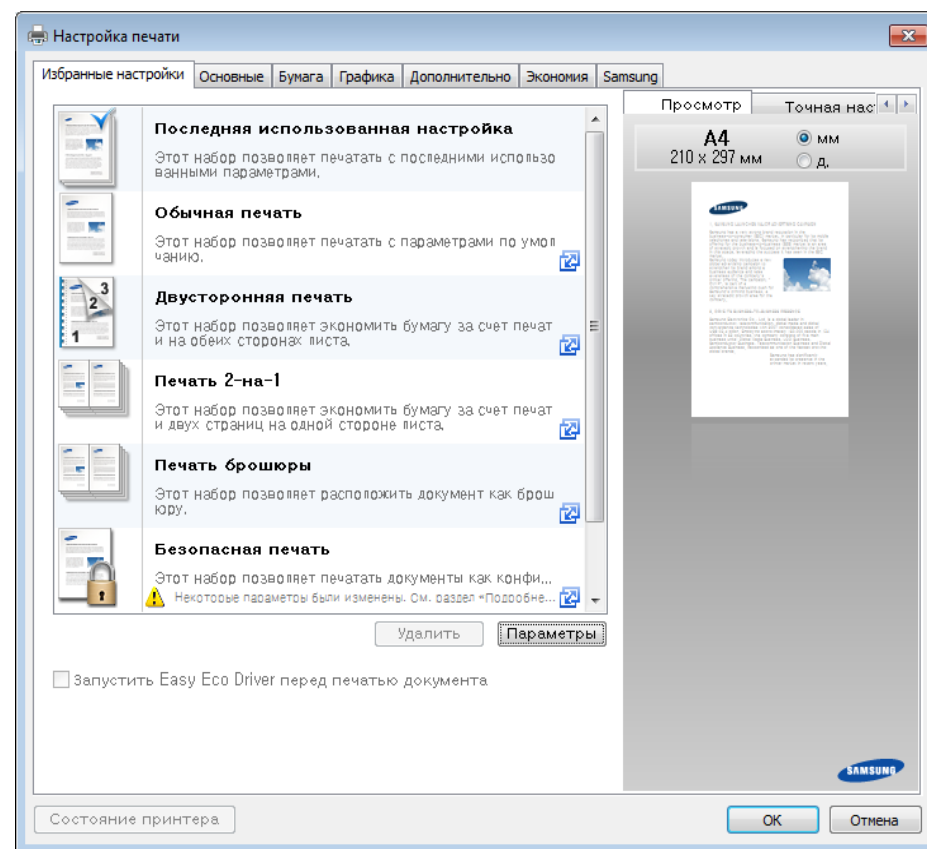 Настройка печати
Избранные настройки Основные Бумага Графика Дополнительно Экономия Samsung
Последняя использованная настройка
Этот набор позволяет печатать с последними использо
ванными параметрами.
Обычная печать
Этот набор позволяет печатать с параметрами по умол
чанию.
1 2 3
Двусторонняя печать
Этот набор позволяет экономить бумагу за счет печат
и на обеих сторонах листа.
Печать 2-на-1
Этот набор позволяет экономить бумагу за счет печат
и двух страниц на одной стороне листа.
Печать брошюры
Этот набор позволяет расположить документ как брош
юру.
Безопасная печать
Этот набор позволяет печатать документы как конфи...
Некоторые параметры были изменены. См. раздел "Подробне...
Удалить Параметры
Запустить Easy Eco Driver перед печатью документа
Просмотр Точная нас
A4
210 x 297 мм
мм
д.
SAMSUNG
SAMSUNG
Состояние принтера
OK Отмена